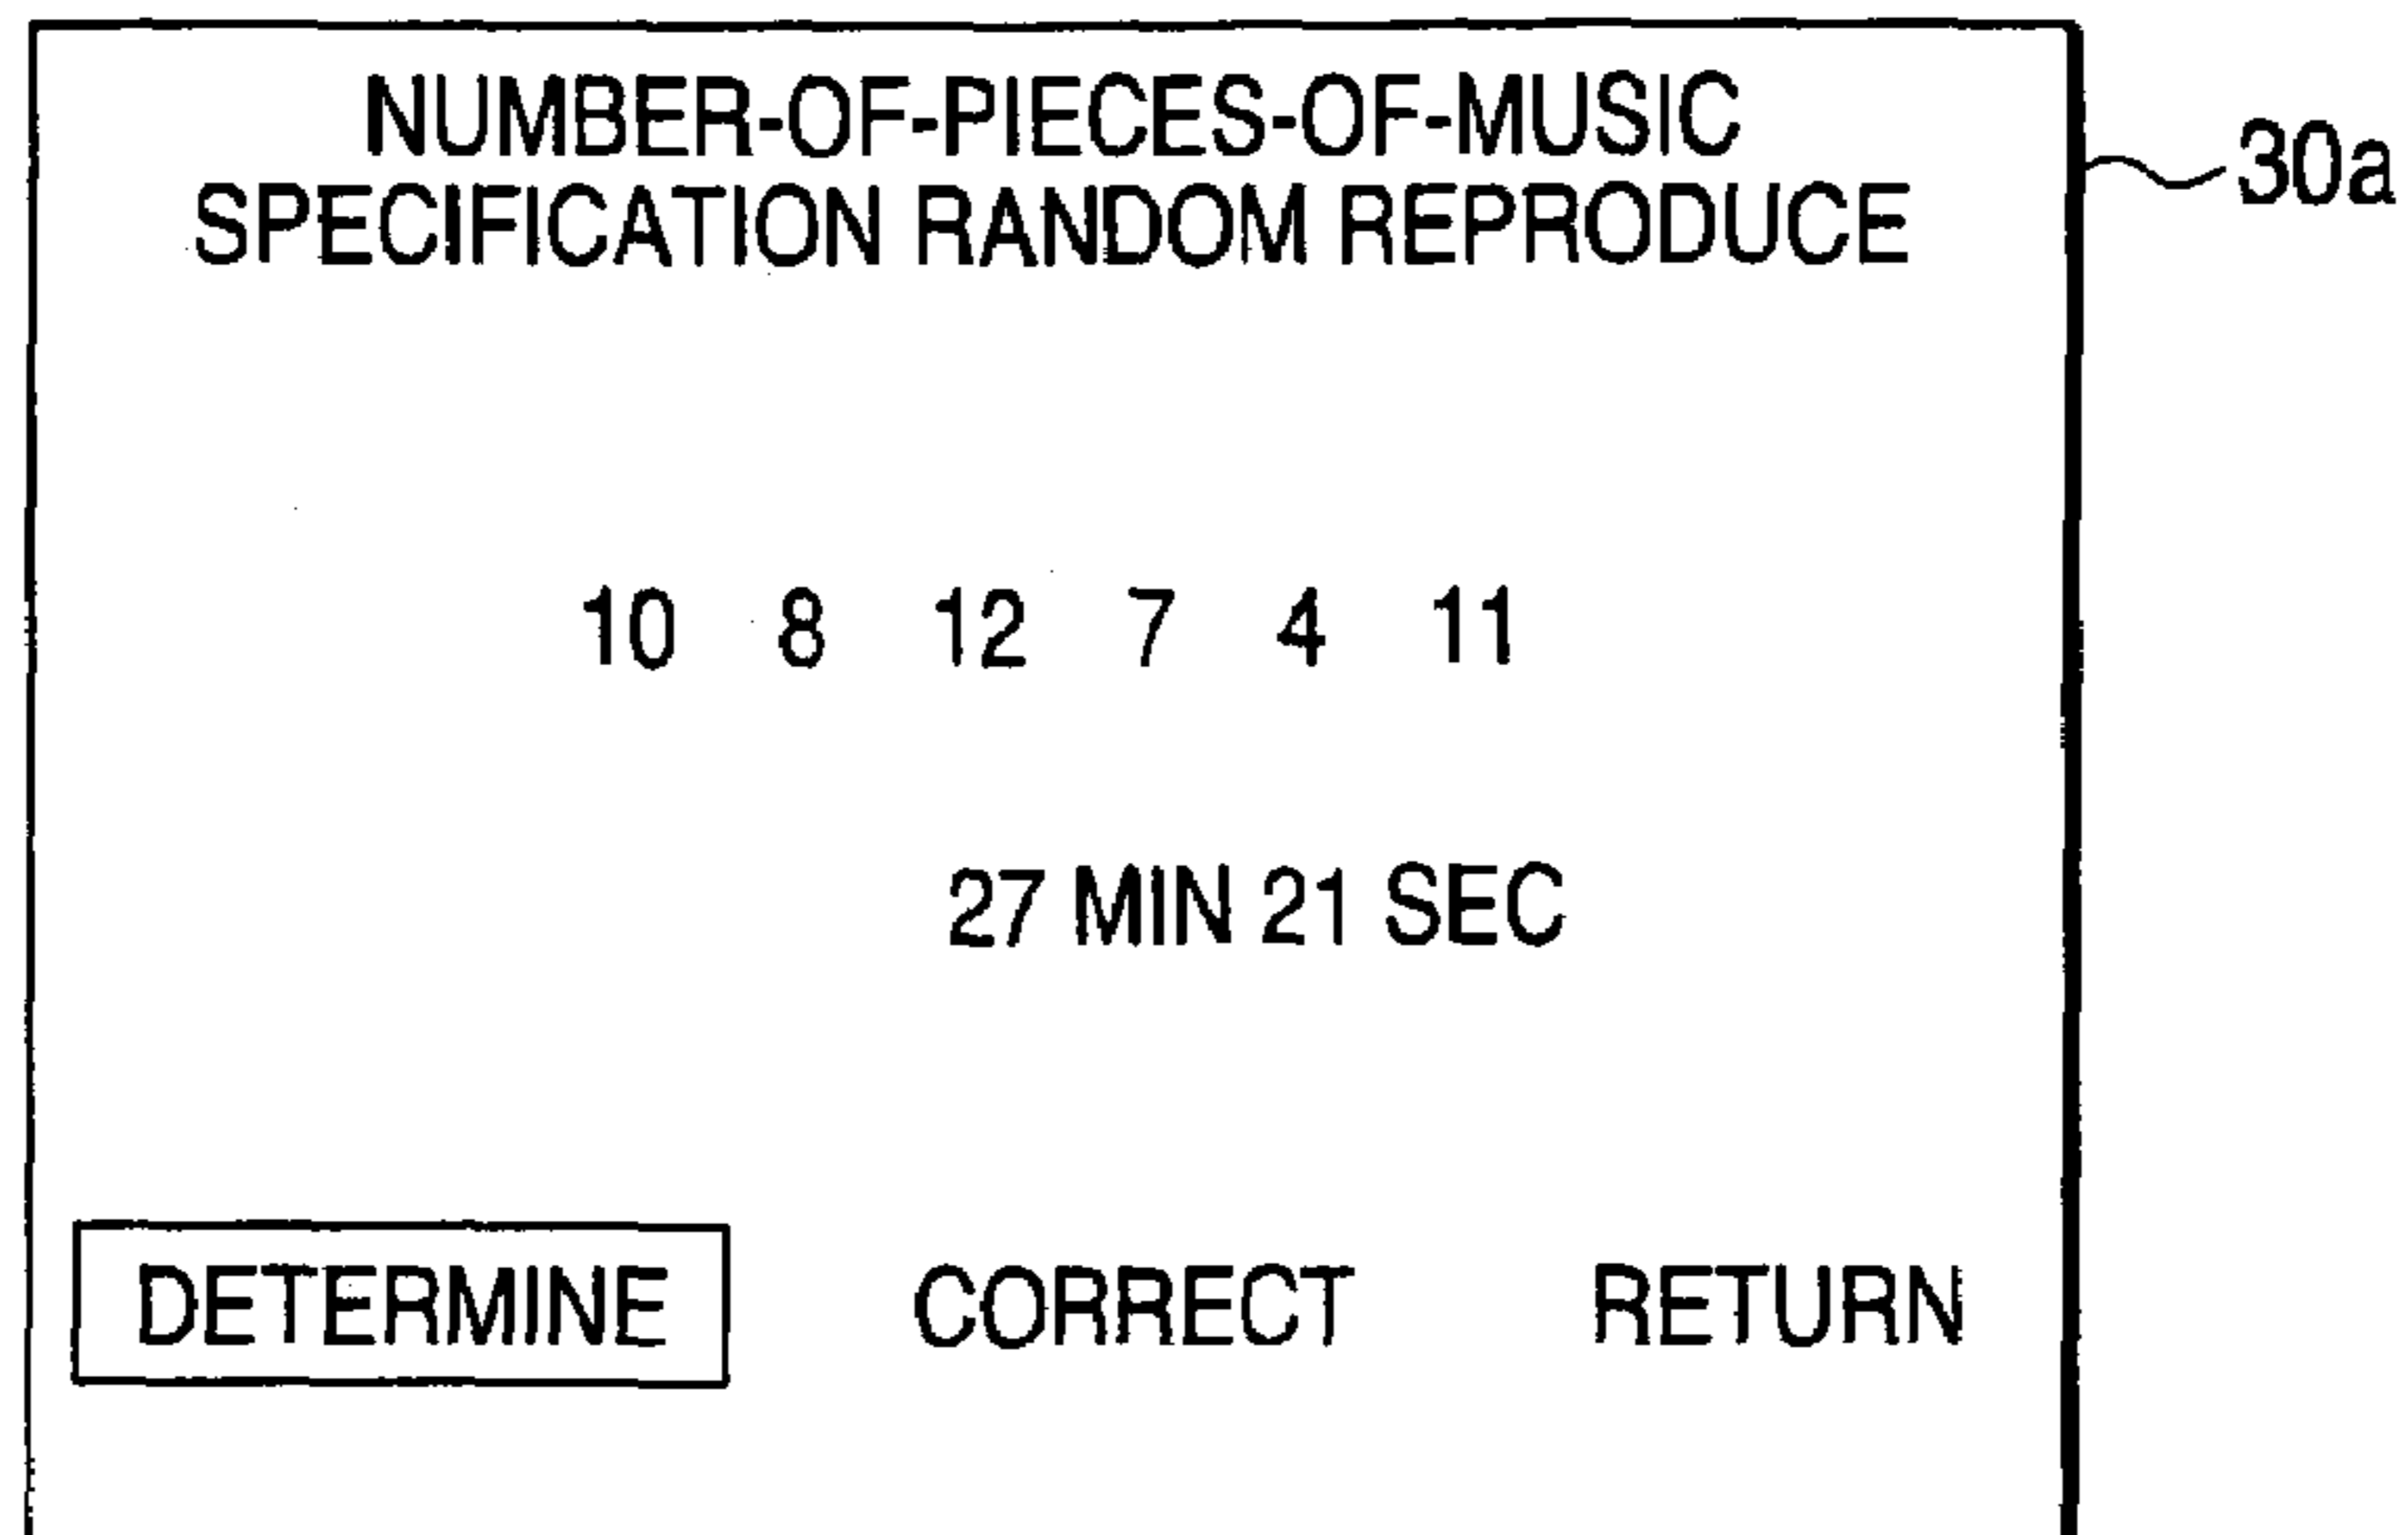 NUMBER-OF-PIECES-OF-MUSIC
SPECIFICATION RANDOM REPRODUCE
30a
10 8 12 7 4 11
27 MIN 21 SEC
DETERMINE CORRECT RETURN